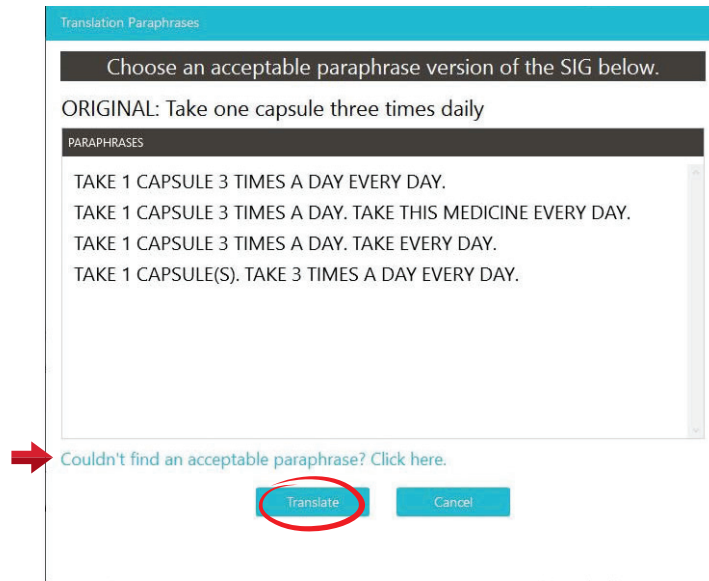 Translation Paraphrases
Choose an acceptable paraphrase version of the SIG below.
ORIGINAL: Take one capsule three times daily
PARAPHRASES
TAKE 1 CAPSULE 3 TIMES A DAY EVERY DAY.
TAKE 1 CAPSULE 3 TIMES A DAY. TAKE THIS MEDICINE EVERY DAY.
TAKE 1 CAPSULE 3 TIMES A DAY. TAKE EVERY DAY.
TAKE 1 CAPSULE(S). TAKE 3 TIMES A DAY EVERY DAY.
Couldn't find an acceptable paraphrase? Click here.
Translate Cancel